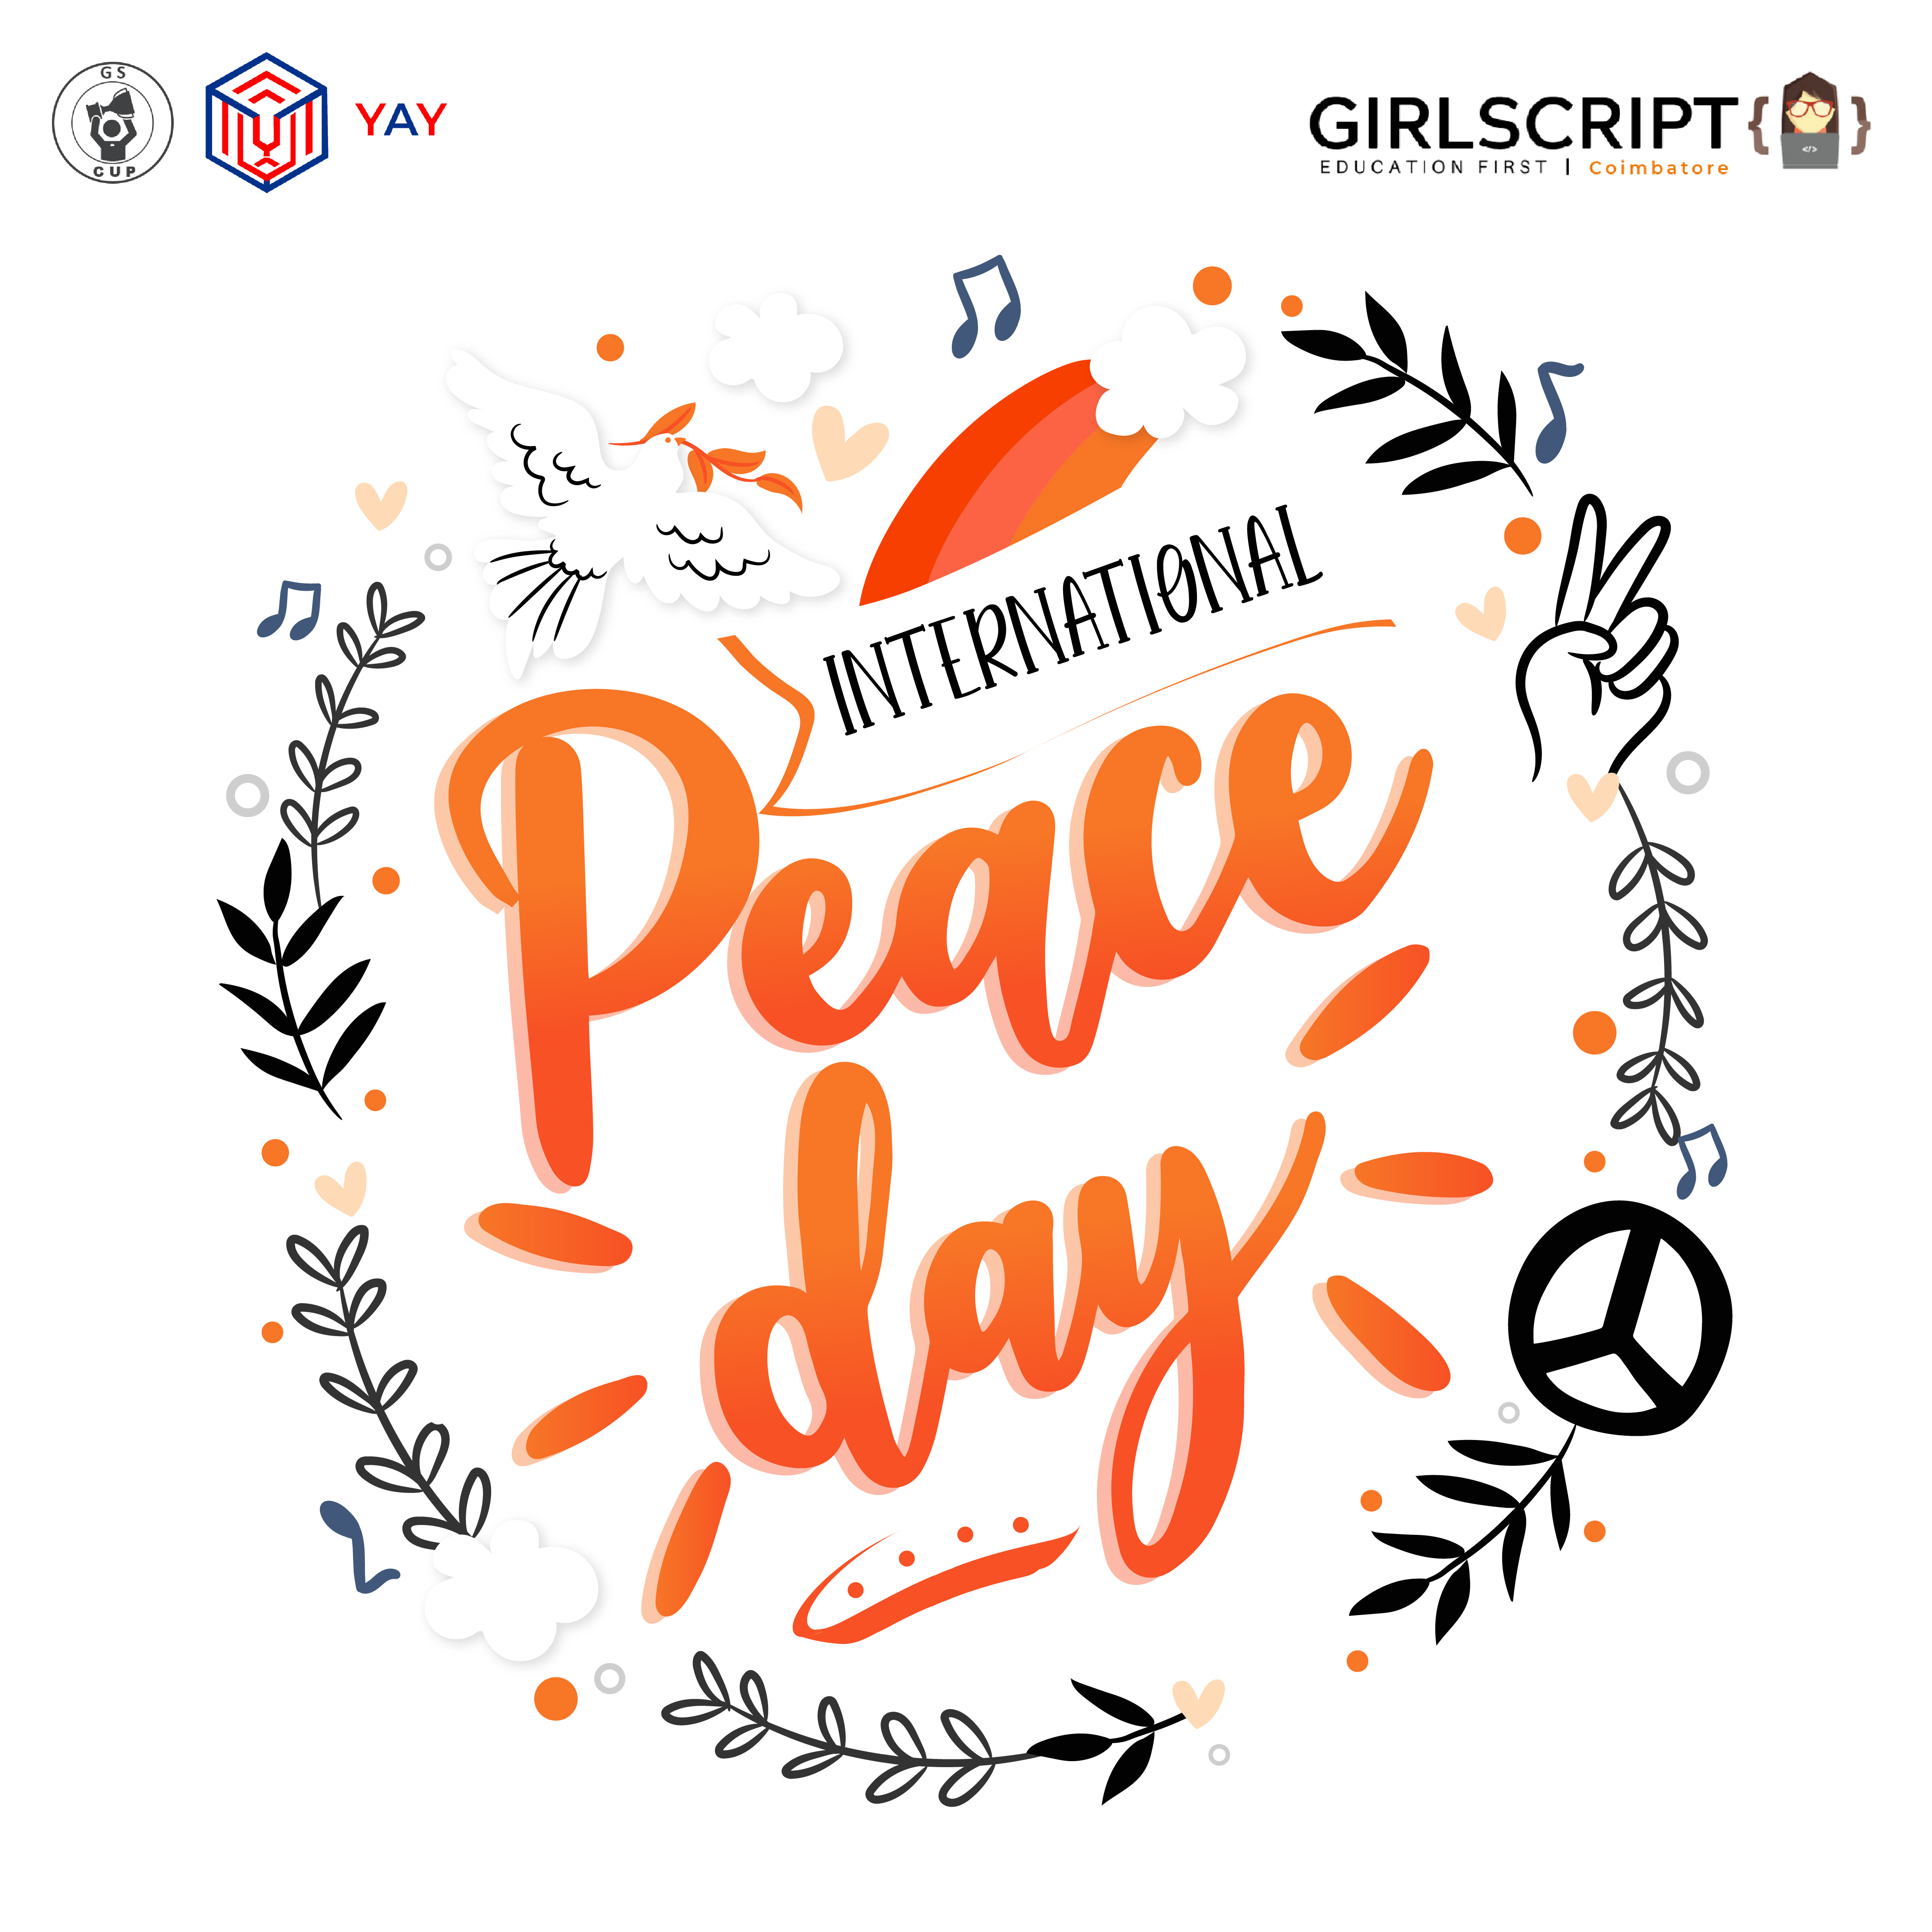 GS
CUP
YAY
GIRLSCRIPT
EDUCATION FIRST | Coimbatore
INTERNATIONAL
Peace
day